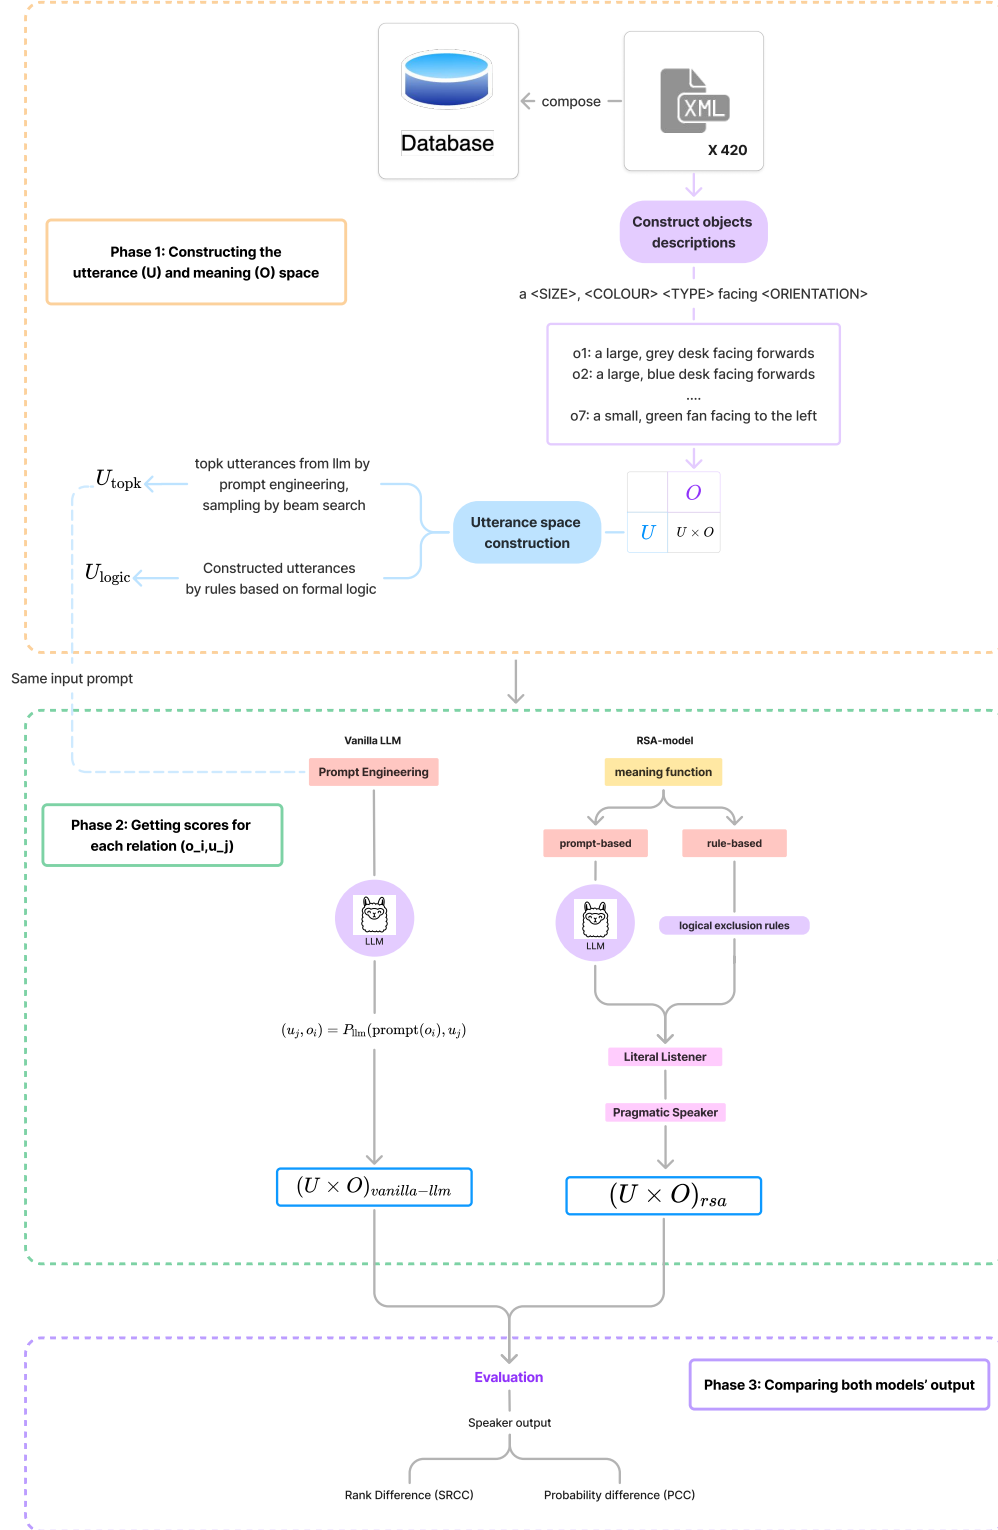 Database
compose
XML
X 420
Construct objects
descriptions
Phase 1: Constructing the
utterance (U) and meaning (O) space
a <SIZE>, <COLOUR> <TYPE> facing <ORIENTATION>
o1: a large, grey desk facing forwards
o2: a large, blue desk facing forwards
....
o7: a small, green fan facing to the left
O
U
U × O
Utterance space
construction
topk utterances from llm by
prompt engineering,
sampling by beam search
U_topk
Constructed utterances
by rules based on formal logic
U_logic
Same input prompt
Vanilla LLM
Prompt Engineering
RSA-model
meaning function
Phase 2: Getting scores for
each relation (o_i,u_j)
prompt-based
rule-based
LLM
LLM
logical exclusion rules
(u_j, o_i) = P_llm(prompt(o_i), u_j)
Literal Listener
Pragmatic Speaker
(U × O)_vanilla−llm
(U × O)_rsa
Evaluation
Phase 3: Comparing both models’ output
Speaker output
Rank Difference (SRCC)
Probability difference (PCC)